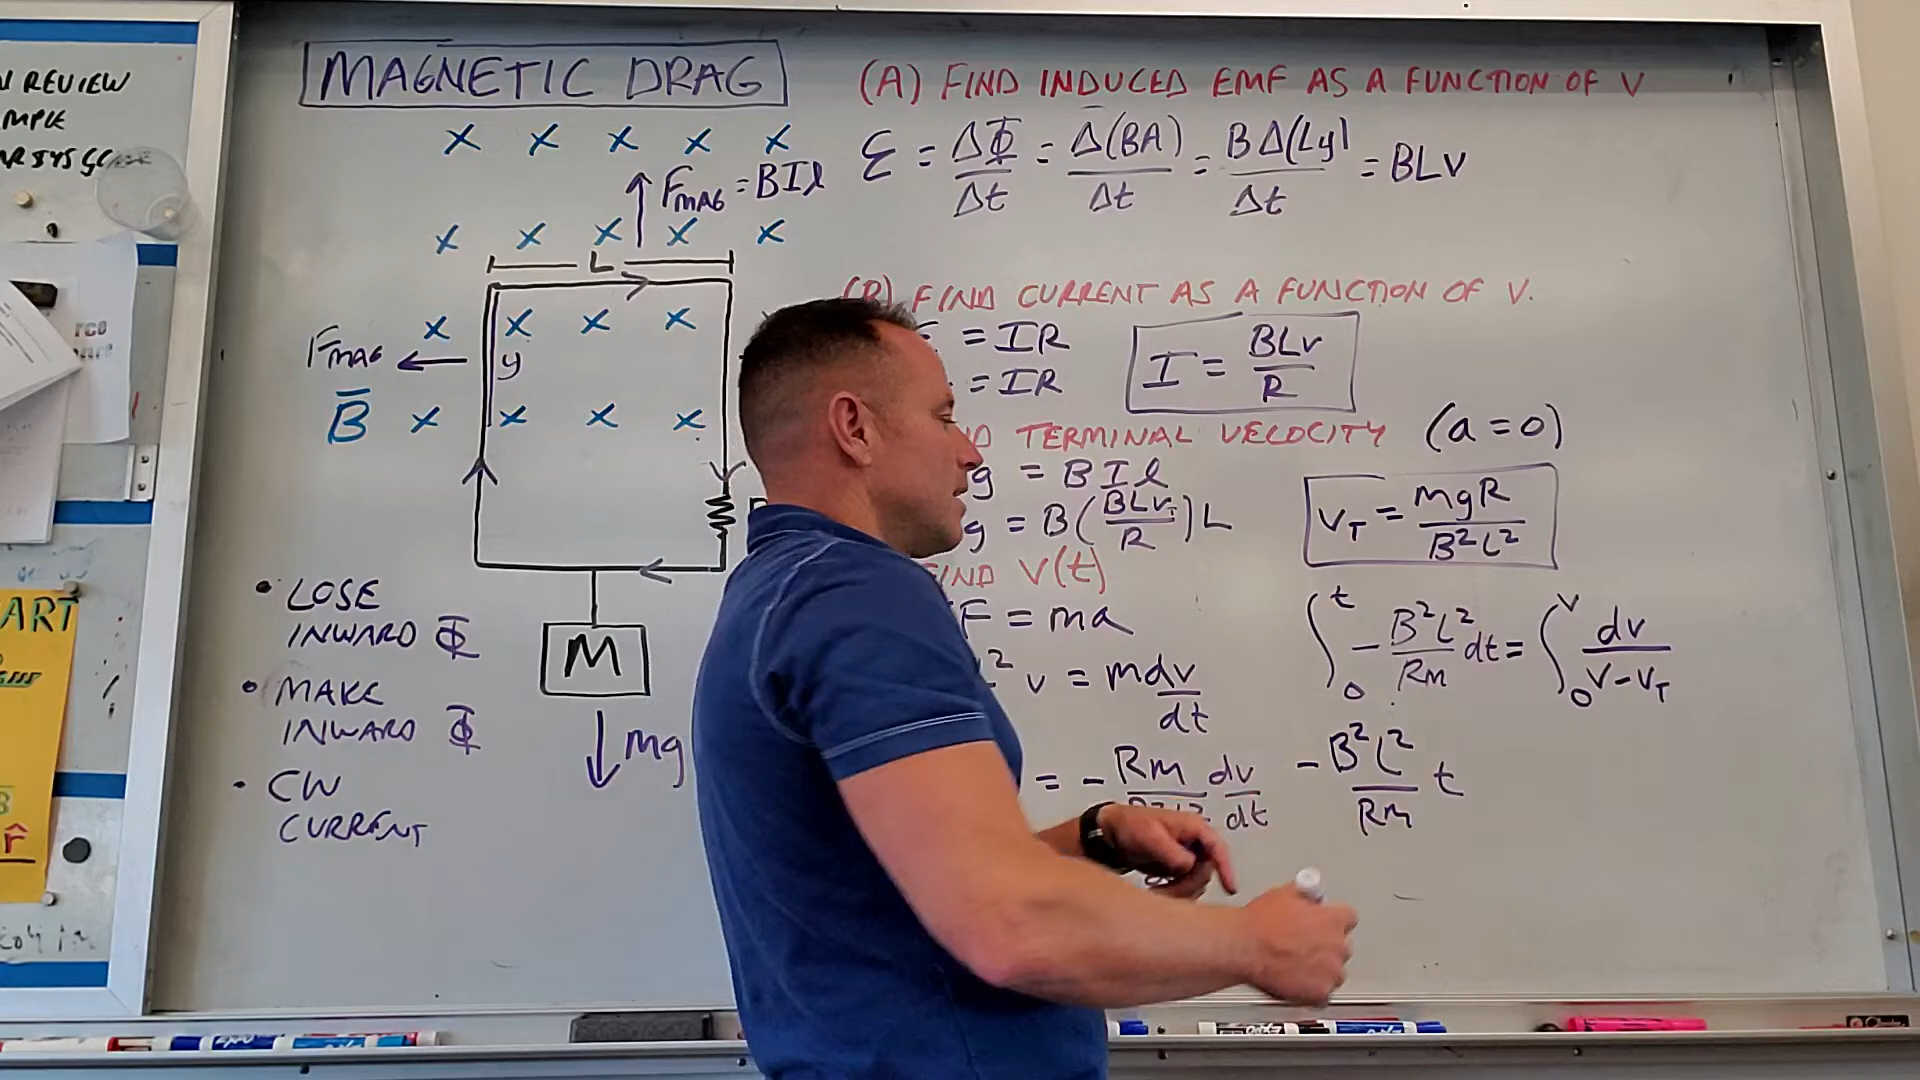 MAGNETIC DRAG
x x x x x
F_MAG = BIl
x x x x x
L
x x x x
F_MAG
y
B̅ x x x x
M
mg
• LOSE
INWARD Φ
• MAKE
INWARD Φ
• CW
CURRENT
(A) FIND INDUCED EMF AS A FUNCTION OF V
Ɛ = ΔΦ/Δt = Δ(BA)/Δt = BΔ(Ly)/Δt = BLv
FIND CURRENT AS A FUNCTION OF V.
= IR
= IR
I = BLv/R
TERMINAL VELOCITY (a = 0)
g = BIl
g = B(BLv_T/R)L
v_T = mgR/B²L²
FIND V(t)
F = ma
² v = m dv/dt
= - Rm/B²L² dv/dt
∫₀ᵗ - B²L²/Rm dt = ∫₀ᵛ dv/v-v_T
- B²L²/Rm t
REVIEW
ART